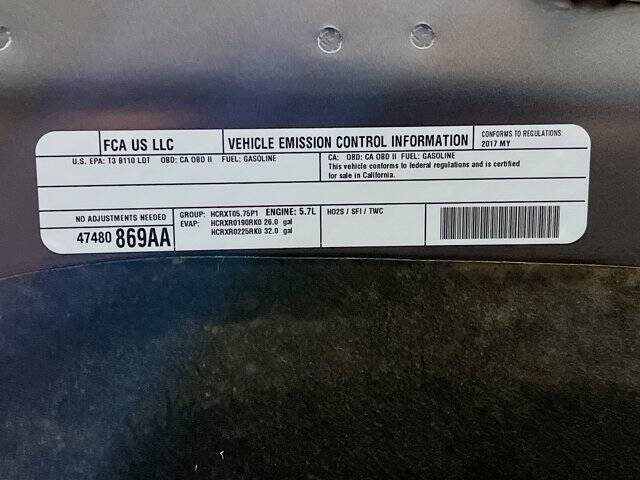 FCA US LLC
VEHICLE EMISSION CONTROL INFORMATION
CONFORMS TO REGULATIONS:
2017 MY
U.S. EPA: T3 B110 LDT OBD: CA OBD II FUEL: GASOLINE
CA: OBD: CA OBD II FUEL: GASOLINE
This vehicle conforms to federal regulations and is certified
for sale in California.
NO ADJUSTMENTS NEEDED
47480 869AA
GROUP: HCRXT05.75P1 ENGINE: 5.7L
EVAP: HCRXR0190RK0 26.0 gal
HCRXR0225RK0 32.0 gal
HO2S / SFI / TWC